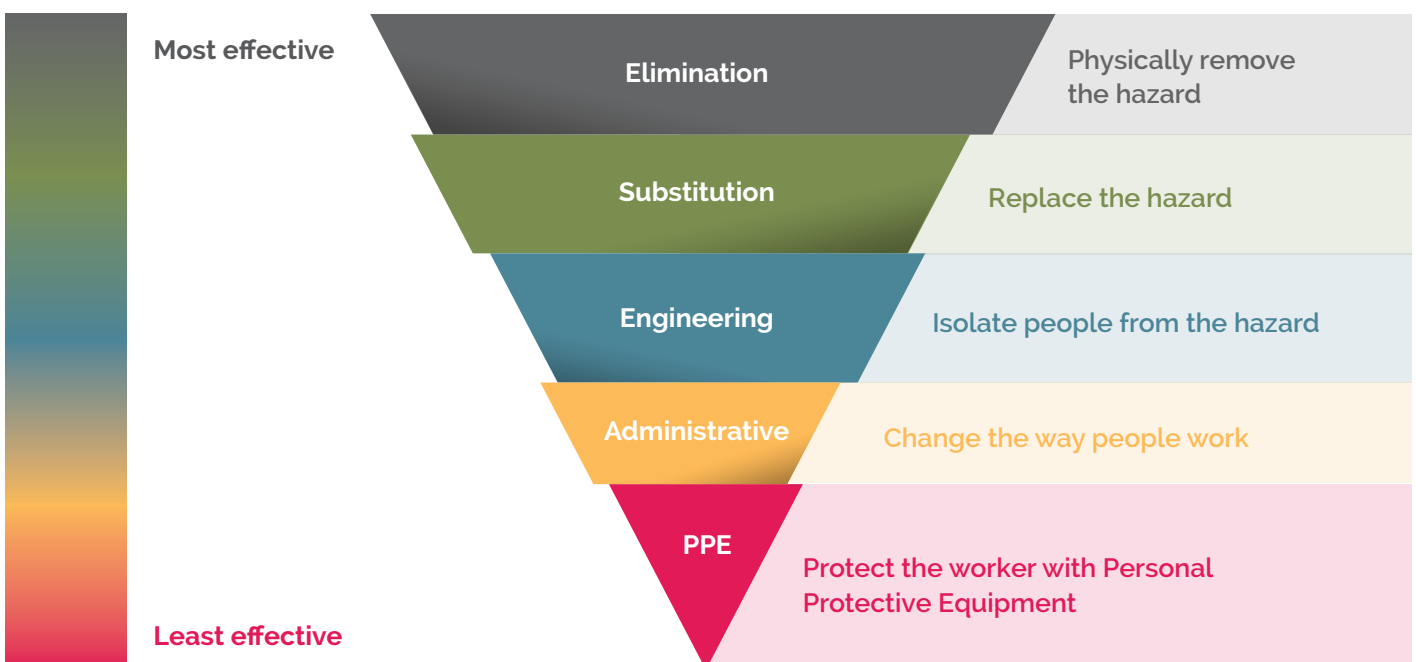 Most effective
Elimination
Physically remove
the hazard
Substitution
Replace the hazard
Engineering
Isolate people from the hazard
Administrative
Change the way people work
PPE
Protect the worker with Personal
Protective Equipment
Least effective